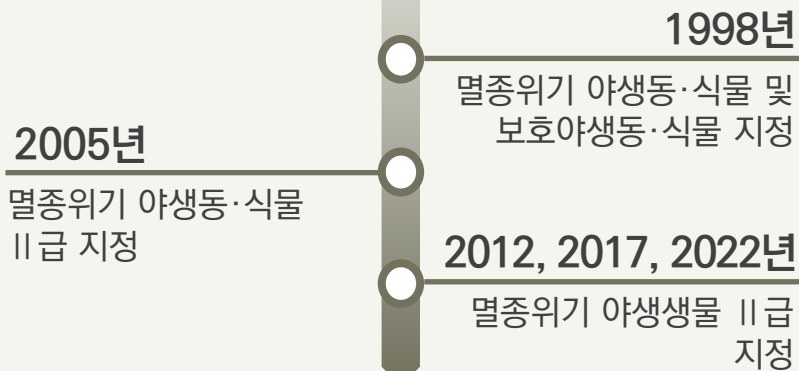 1998년
멸종위기 야생동·식물 및
보호야생동·식물 지정
2005년
멸종위기 야생동·식물
Ⅱ급 지정
2012, 2017, 2022년
멸종위기 야생생물 Ⅱ급
지정